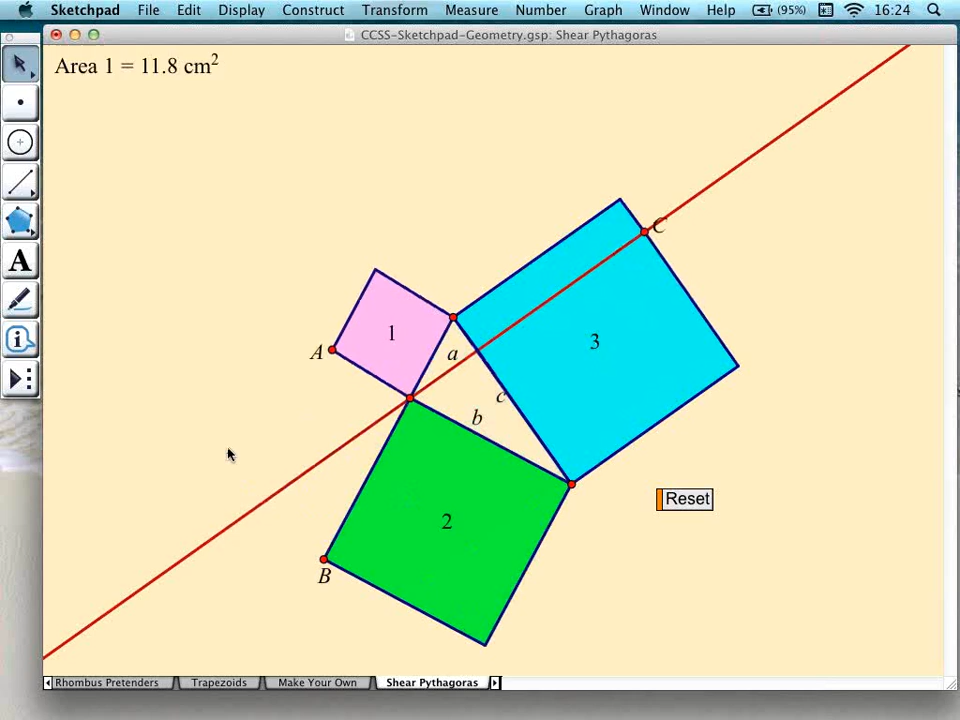 Sketchpad File Edit Display Construct Transform Measure Number Graph Window Help (95%) 16:24
CCSS-Sketchpad-Geometry.gsp: Shear Pythagoras
Area 1 = 11.8 cm²
C
1
A
a
3
c
b
Reset
2
B
A
Rhombus Pretenders Trapezoids Make Your Own Shear Pythagoras